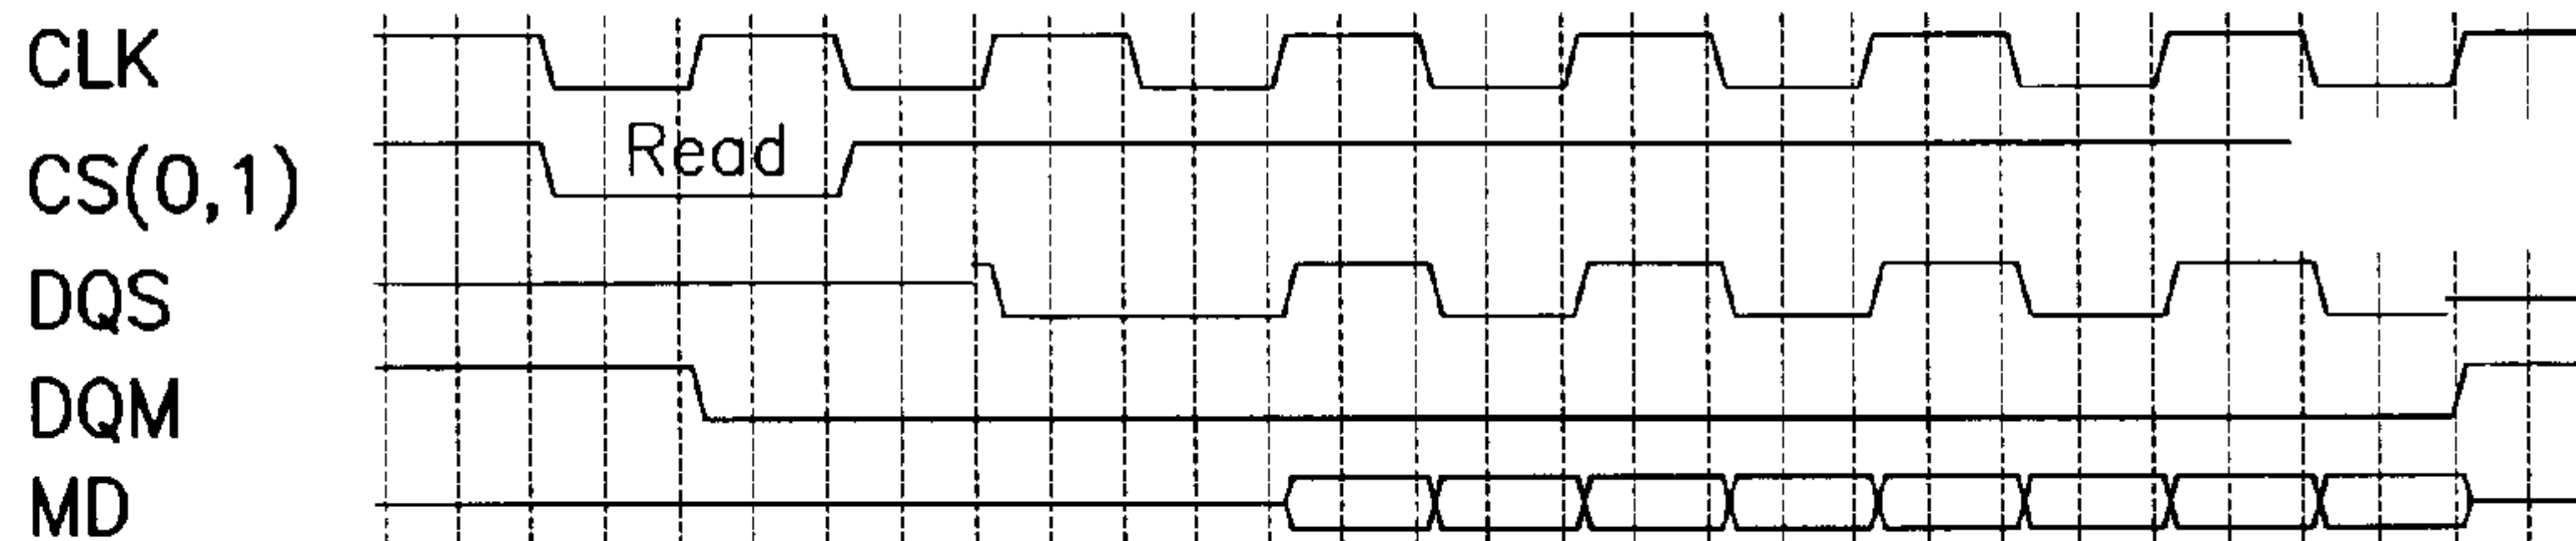 CLK
CS(0,1)
Read
DQS
DQM
MD